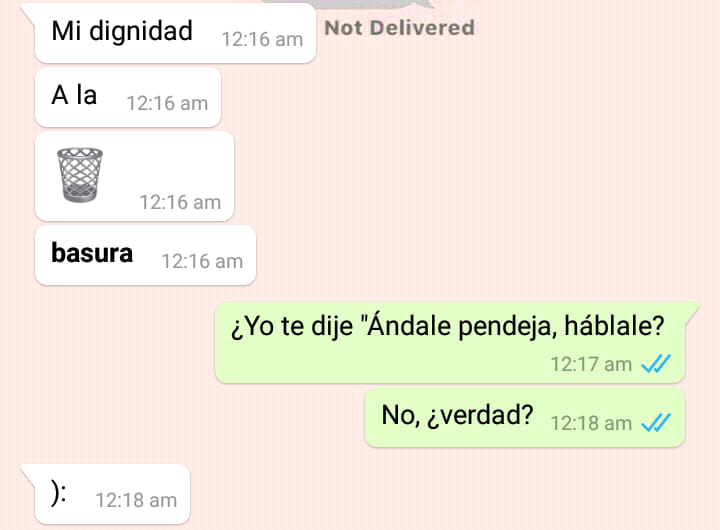 Not Delivered
Mi dignidad 12:16 am
A la 12:16 am
12:16 am
basura 12:16 am
¿Yo te dije "Ándale pendeja, háblale?
12:17 am
No, ¿verdad? 12:18 am
): 12:18 am